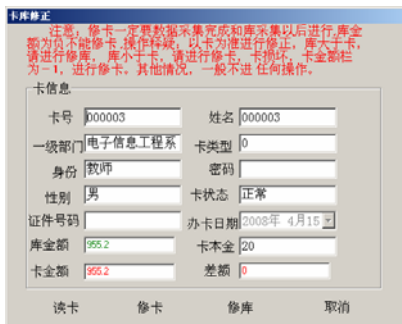 卡库修正
注意：修卡一定要数据采集完成和库采集以后进行.库金
额为负不能修卡.操作释疑：以卡为准进行修正，库大于卡，
请进行修库，库小于卡，请进行修卡，卡损坏，卡金额栏
为－1，进行修卡。其他情况，一般不进 任何操作。
卡信息
卡号 000003 姓名 000003
一级部门 电子信息工程系 卡类型 0
身份 教师 密码
性别 男 卡状态 正常
证件号码 办卡日期 2008年 4月15
库金额 955.2 卡本金 20
卡金额 955.2 差额 0
读卡 修卡 修库 取消